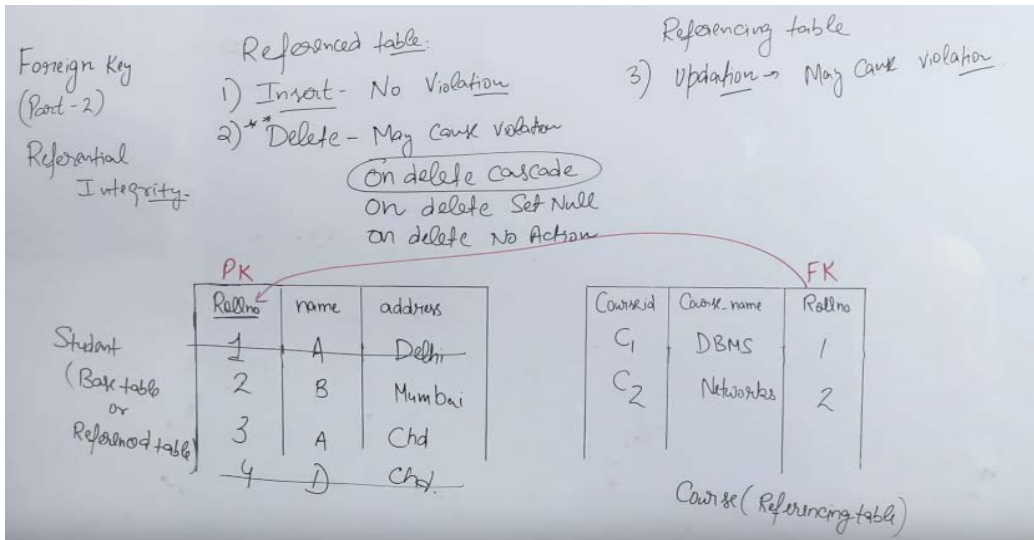 Foreign Key
(Part-2)
Referential
Integrity.
Referenced table:
1) Insert - No Violation
2) ** Delete - May Cause violation
On delete Cascade
On delete Set Null
on delete No Action
Referencing table
3) Updation → May Cause violation.
PK
Rollno name address
1 A Delhi
2 B Mumbai
3 A Chd
4 D Chd.
Student
(Base table
or
Referenced table)
FK
Courseid Course_name Rollno
C1 DBMS 1
C2 Networks 2
Course (Referencing table)